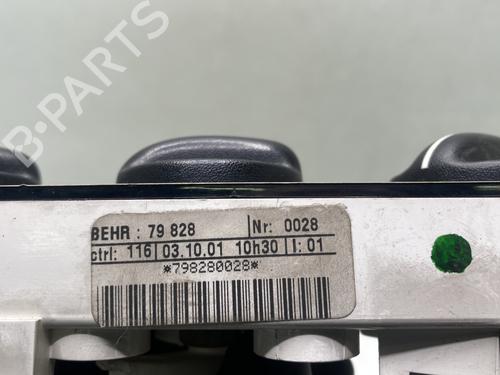 B-PARTS
BEHR : 79 828 Nr: 0028
ctrl: 116 03.10.01 10h30 I: 01
*798280028*